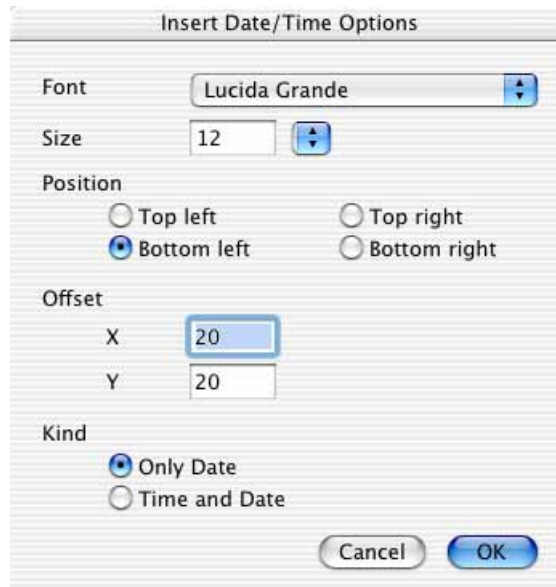 Insert Date/Time Options
Font Lucida Grande
Size 12
Position
Top left Top right
Bottom left Bottom right
Offset
X 20
Y 20
Kind
Only Date
Time and Date
Cancel OK